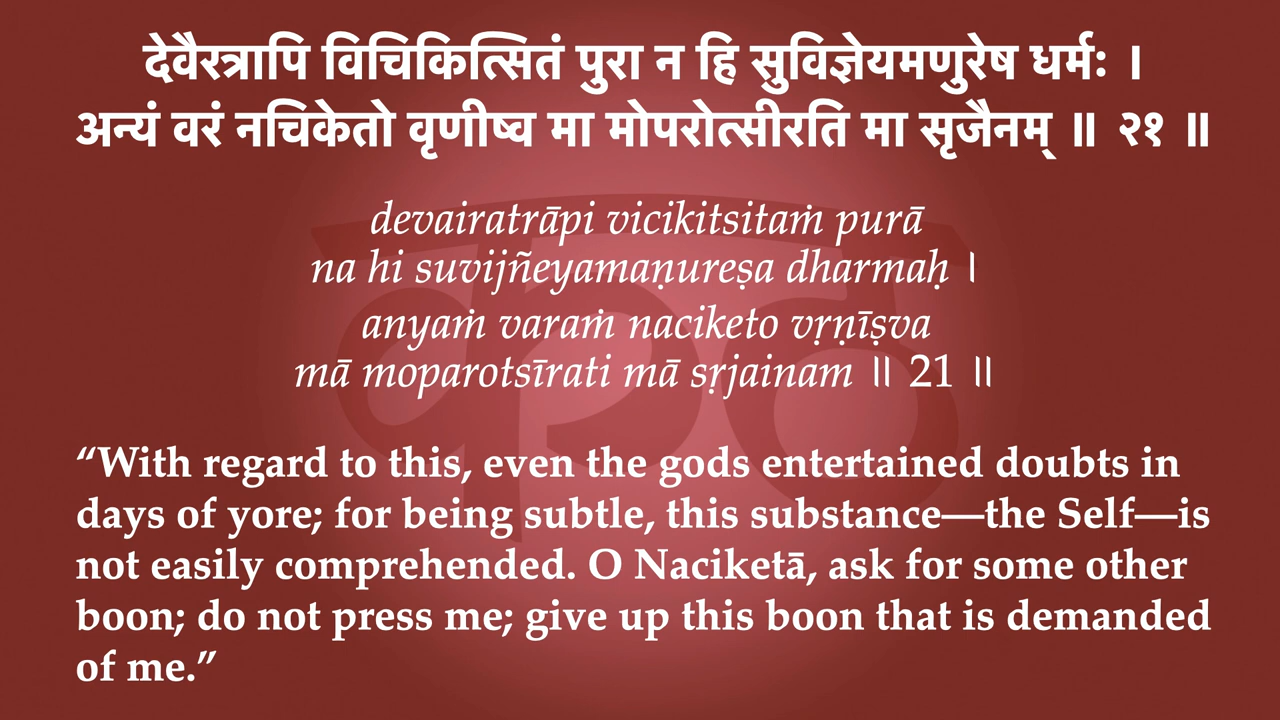 देवैरत्रापि विचिकित्सितं पुरा न हि सुविज्ञेयमणुरेष धर्मः ।
अन्यं वरं नचिकेतो वृणीष्व मा मोपरोत्सीरति मा सृजैनम् ॥ २१ ॥
devairatrāpi vicikitsitaṁ purā
na hi suvijñeyamaṇureṣa dharmaḥ ।
anyaṁ varaṁ naciketo vṛṇīṣva
mā moparotsīrati mā sṛjainam ॥ 21 ॥
“With regard to this, even the gods entertained doubts in
days of yore; for being subtle, this substance—the Self—is
not easily comprehended. O Naciketā, ask for some other
boon; do not press me; give up this boon that is demanded
of me.”